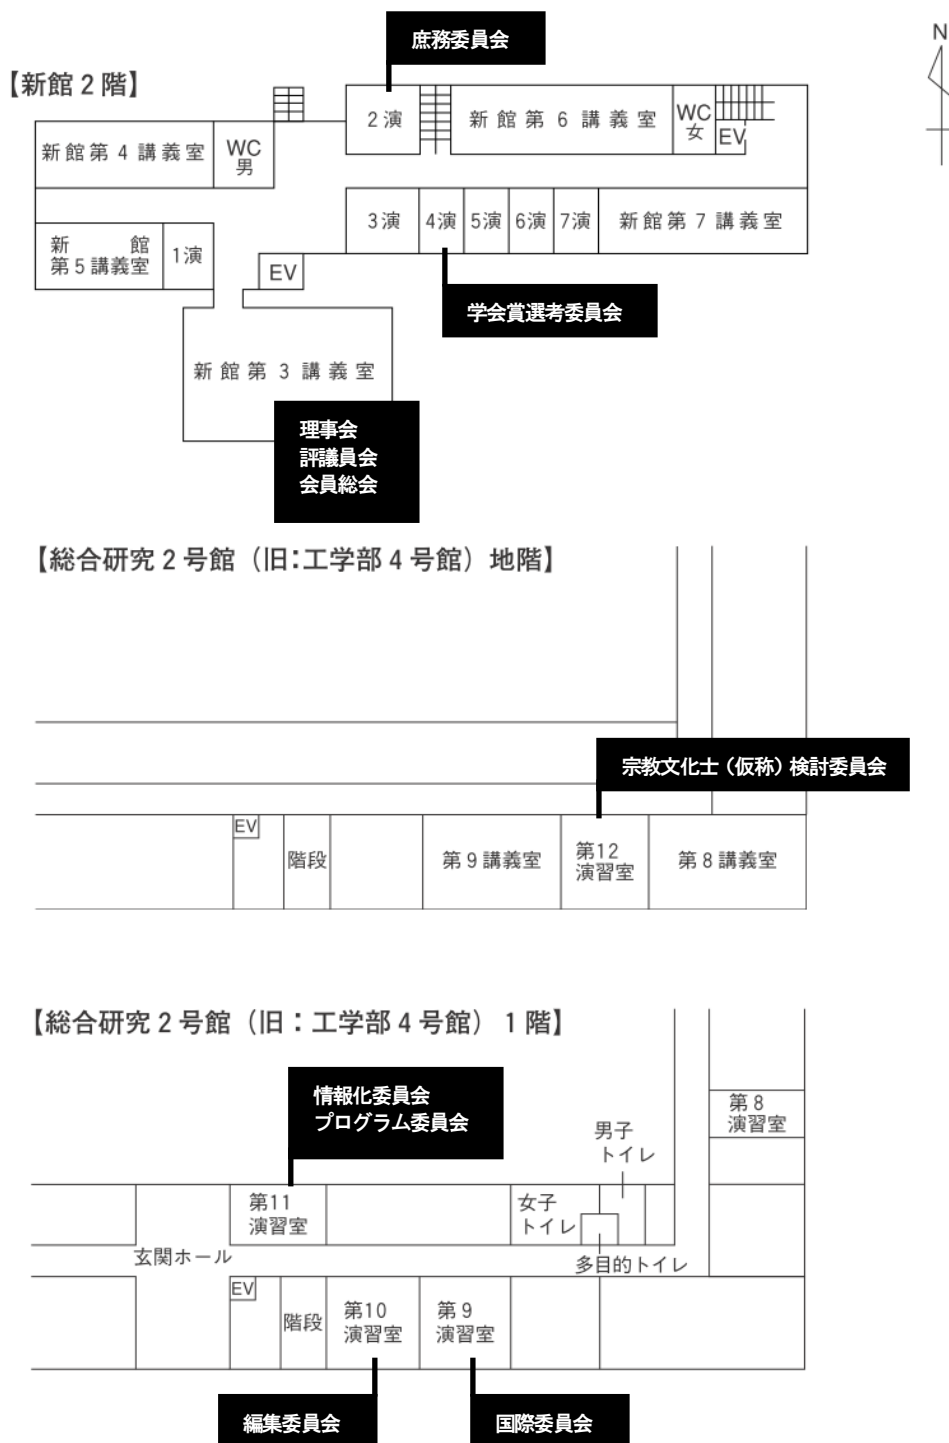 庶務委員会
N
【新館2階】
2演
新館第6講義室
WC
女
EV
新館第4講義室
WC
男
3演
4演
5演
6演
7演
新館第7講義室
新館
第5講義室
1演
EV
学会賞選考委員会
新館第3講義室
理事会
評議員会
会員総会
【総合研究2号館（旧：工学部4号館）地階】
宗教文化士（仮称）検討委員会
EV
階段
第9講義室
第12
演習室
第8講義室
【総合研究2号館（旧：工学部4号館）1階】
情報化委員会
プログラム委員会
第8
演習室
男子
トイレ
第11
演習室
女子
トイレ
玄関ホール
多目的トイレ
EV
階段
第10
演習室
第9
演習室
編集委員会
国際委員会